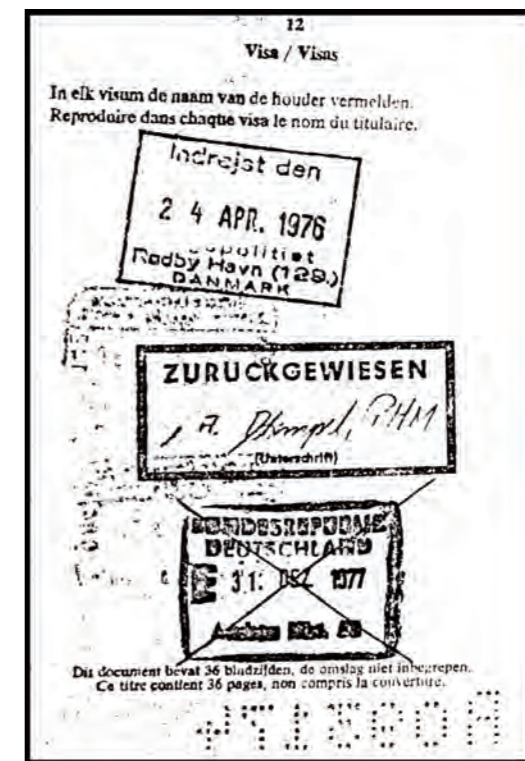 12
Visa / Visas
In elk visum de naam van de houder vermelden.
Reproduire dans chaque visa le nom du titulaire.
Indrejst den
24 APR. 1976
Rødby Havn (129.)
DANMARK
ZURUCKGEWIESEN
(Unterschrift)
BUNDESREPUBLIK
DEUTSCHLAND
31. DEZ. 1977
Dit document bevat 36 bladzijden, de omslag niet inbegrepen.
Ce titre contient 36 pages, non compris la couverture.